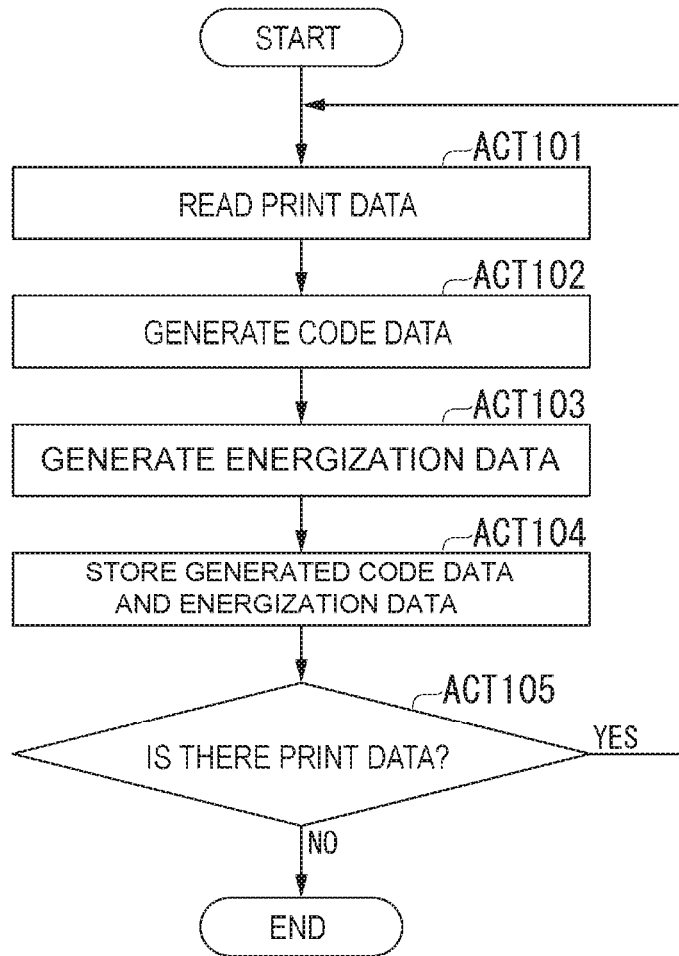 START
ACT101
READ PRINT DATA
ACT102
GENERATE CODE DATA
ACT103
GENERATE ENERGIZATION DATA
ACT104
STORE GENERATED CODE DATA
AND ENERGIZATION DATA
ACT105
IS THERE PRINT DATA?
YES
NO
END